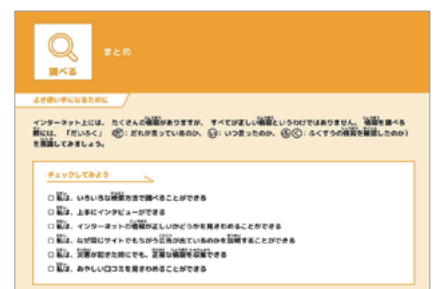 調べる
まとめ
よき使い手になるために
インターネット上には、たくさんの情報がありますが、すべてが正しい情報というわけではありません。情報を調べる
際には、「だいふく」(だ:だれが言っているのか、い:いつ言ったのか、ふく:ふくすうの情報を確認したのか)
を意識してみましょう。
チェックしてみよう
□ 私は、いろいろな検索方法で調べることができる
□ 私は、上手にインタビューができる
□ 私は、インターネットの情報が正しいかどうかを見きわめることができる
□ 私は、なぜ同じサイトでもちがう広告が出ているのかを説明することができる
□ 私は、災害が起きた時にでも、正確な情報を収集できる
□ 私は、あやしい口コミを見きわめることができる